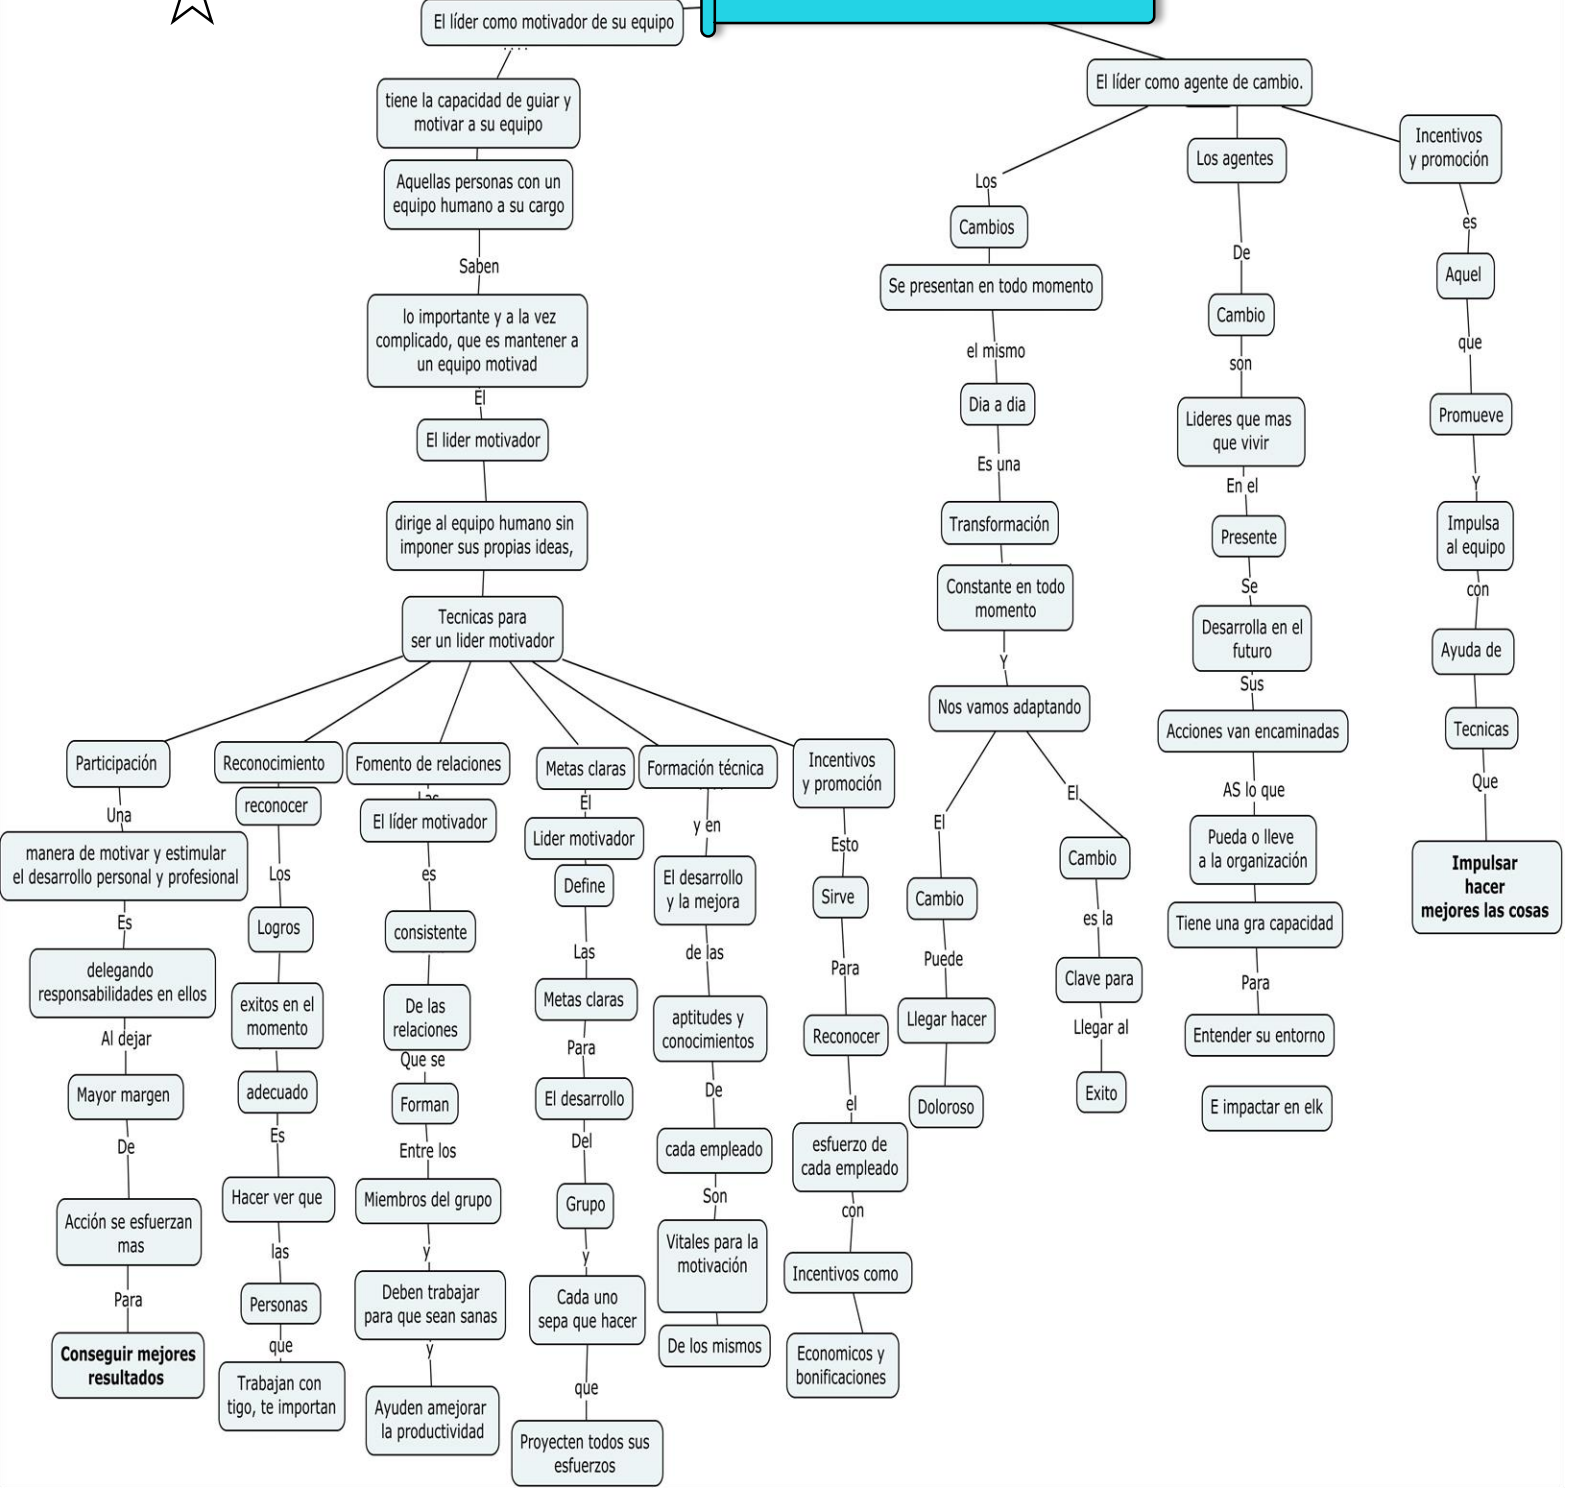 El líder como motivador de su equipo
tiene la capacidad de guiar y
motivar a su equipo
Aquellas personas con un
equipo humano a su cargo
Saben
lo importante y a la vez
complicado, que es mantener a
un equipo motivad
El
El lider motivador
dirige al equipo humano sin
imponer sus propias ideas,
Tecnicas para
ser un lider motivador
Participación
Una
manera de motivar y estimular
el desarrollo personal y profesional
Es
delegando
responsabilidades en ellos
Al dejar
Mayor margen
De
Acción se esfuerzan
mas
Para
Conseguir mejores
resultados
Reconocimiento
reconocer
Los
Logros
exitos en el
momento
adecuado
Es
Hacer ver que
las
Personas
que
Trabajan con
tigo, te importan
Fomento de relaciones
Las
El líder motivador
es
consistente
De las
relaciones
Que se
Forman
Entre los
Miembros del grupo
y
Deben trabajar
para que sean sanas
y
Ayuden amejorar
la productividad
Metas claras
El
Lider motivador
Define
Las
Metas claras
Para
El desarrollo
Del
Grupo
y
Cada uno
sepa que hacer
que
Proyecten todos sus
esfuerzos
Formación técnica
y en
El desarrollo
y la mejora
de las
aptitudes y
conocimientos
De
cada empleado
Son
Vitales para la
motivación
De los mismos
Incentivos
y promoción
Esto
Sirve
Para
Reconocer
el
esfuerzo de
cada empleado
con
Incentivos como
Economicos y
bonificaciones
El líder como agente de cambio.
Los
Cambios
Se presentan en todo momento
el mismo
Dia a dia
Es una
Transformación
Constante en todo
momento
Y
Nos vamos adaptando
El
Cambio
Puede
Llegar hacer
Doloroso
El
Cambio
es la
Clave para
Llegar al
Exito
Los agentes
De
Cambio
son
Lideres que mas
que vivir
En el
Presente
Se
Desarrolla en el
futuro
Sus
Acciones van encaminadas
AS lo que
Pueda o lleve
a la organización
Tiene una gra capacidad
Para
Entender su entorno
E impactar en elk
Incentivos
y promoción
es
Aquel
que
Promueve
Y
Impulsa
al equipo
con
Ayuda de
Tecnicas
Que
Impulsar
hacer
mejores las cosas